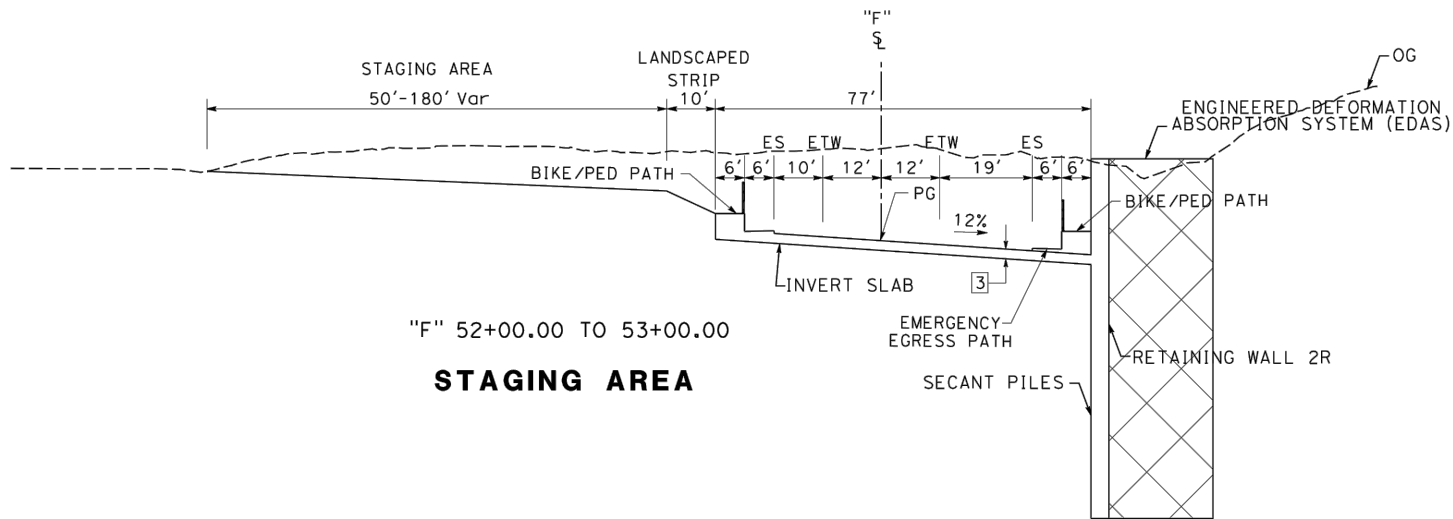 "F"
SL
OG
LANDSCAPED
STRIP
STAGING AREA
50'-180' Var
10'
77'
ENGINEERED DEFORMATION
ABSORPTION SYSTEM (EDAS)
ES
ETW
ETW
ES
6'
6'
10'
12'
12'
19'
6'
6'
BIKE/PED PATH
PG
BIKE/PED PATH
12%
INVERT SLAB
3
EMERGENCY
EGRESS PATH
"F" 52+00.00 TO 53+00.00
RETAINING WALL 2R
STAGING AREA
SECANT PILES